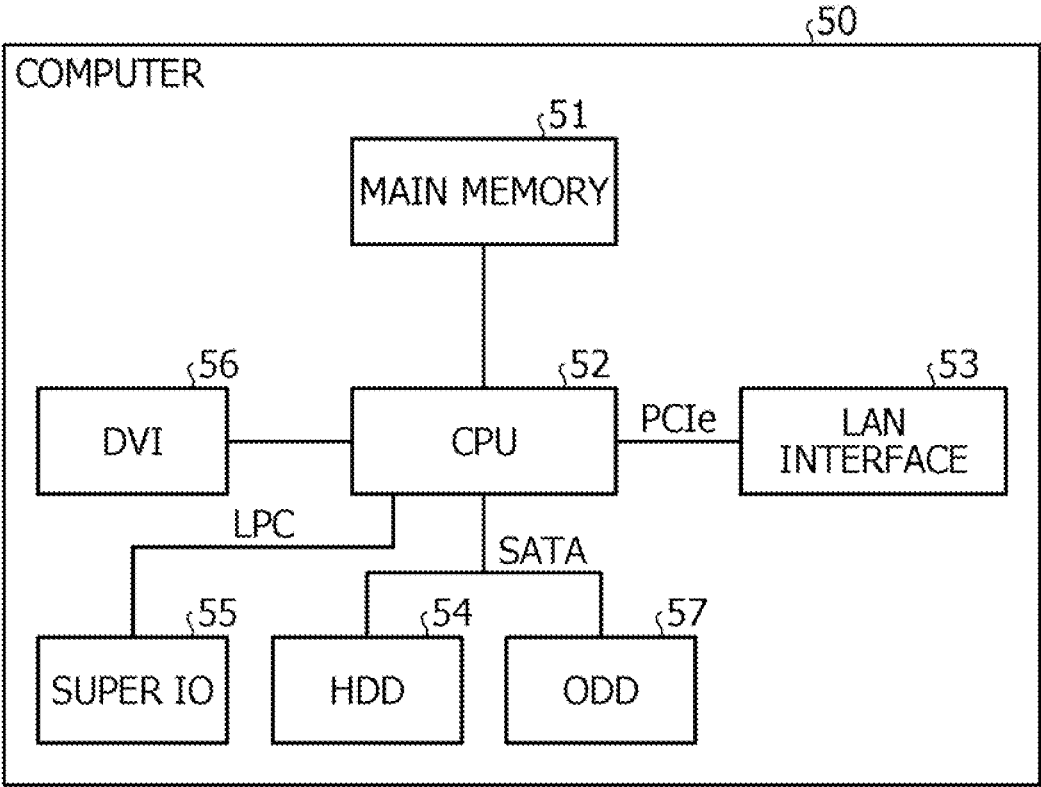 50
COMPUTER
51
MAIN MEMORY
56
52
53
DVI
CPU
PCIe
LAN
INTERFACE
LPC
SATA
55
54
57
SUPER IO
HDD
ODD